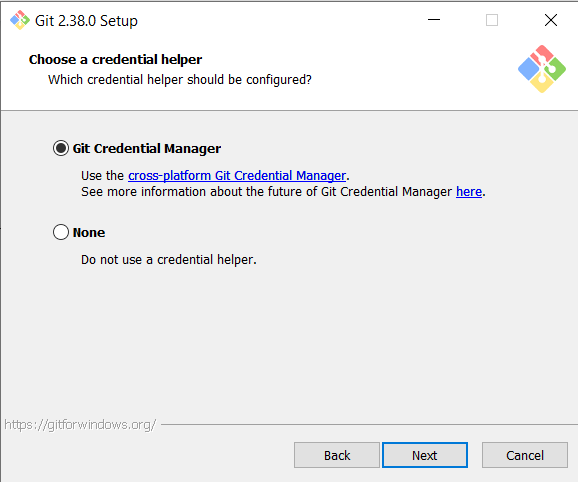 Git 2.38.0 Setup
Choose a credential helper
Which credential helper should be configured?
Git Credential Manager
Use the cross-platform Git Credential Manager.
See more information about the future of Git Credential Manager here.
None
Do not use a credential helper.
https://gitforwindows.org/
Back Next Cancel